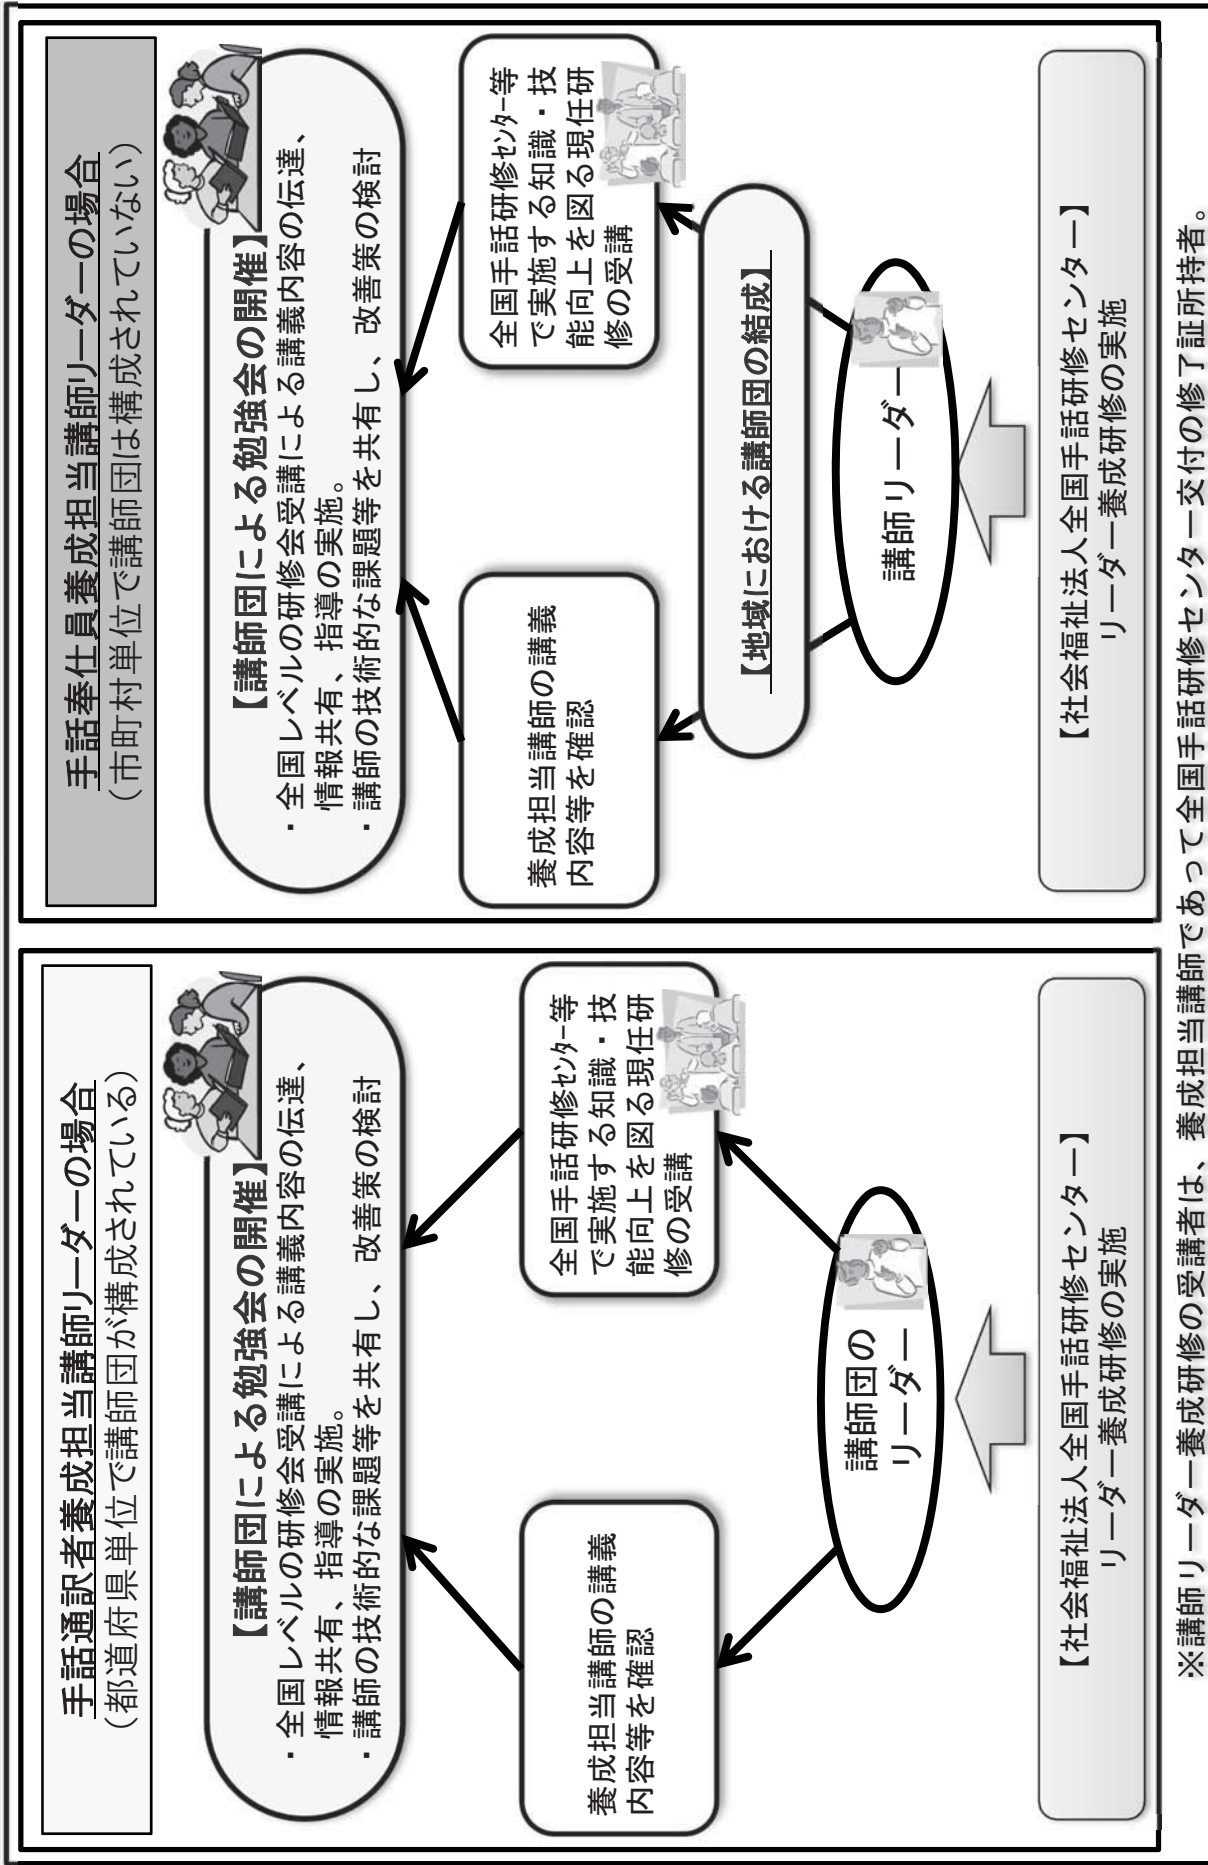 手話通訳者養成担当講師リーダーの場合
（都道府県単位で講師団が構成されている）
【講師団による勉強会の開催】
・全国レベルの研修会受講による講義内容の伝達、
情報共有、指導の実施。
・講師の技術的な課題等を共有し、改善策の検討
養成担当講師の講義
内容等を確認
全国手話研修ｾﾝﾀｰ等
で実施する知識・技
能向上を図る現任研
修の受講
講師団の
リーダー
【社会福祉法人全国手話研修センター】
リーダー養成研修の実施
手話奉仕員養成担当講師リーダーの場合
（市町村単位で講師団は構成されていない）
【講師団による勉強会の開催】
・全国レベルの研修会受講による講義内容の伝達、
情報共有、指導の実施。
・講師の技術的な課題等を共有し、改善策の検討
養成担当講師の講義
内容等を確認
全国手話研修ｾﾝﾀｰ等
で実施する知識・技
能向上を図る現任研
修の受講
【地域における講師団の結成】
講師リーダー
【社会福祉法人全国手話研修センター】
リーダー養成研修の実施
※講師リーダー養成研修の受講者は、養成担当講師であって全国手話研修センター交付の修了証所持者。